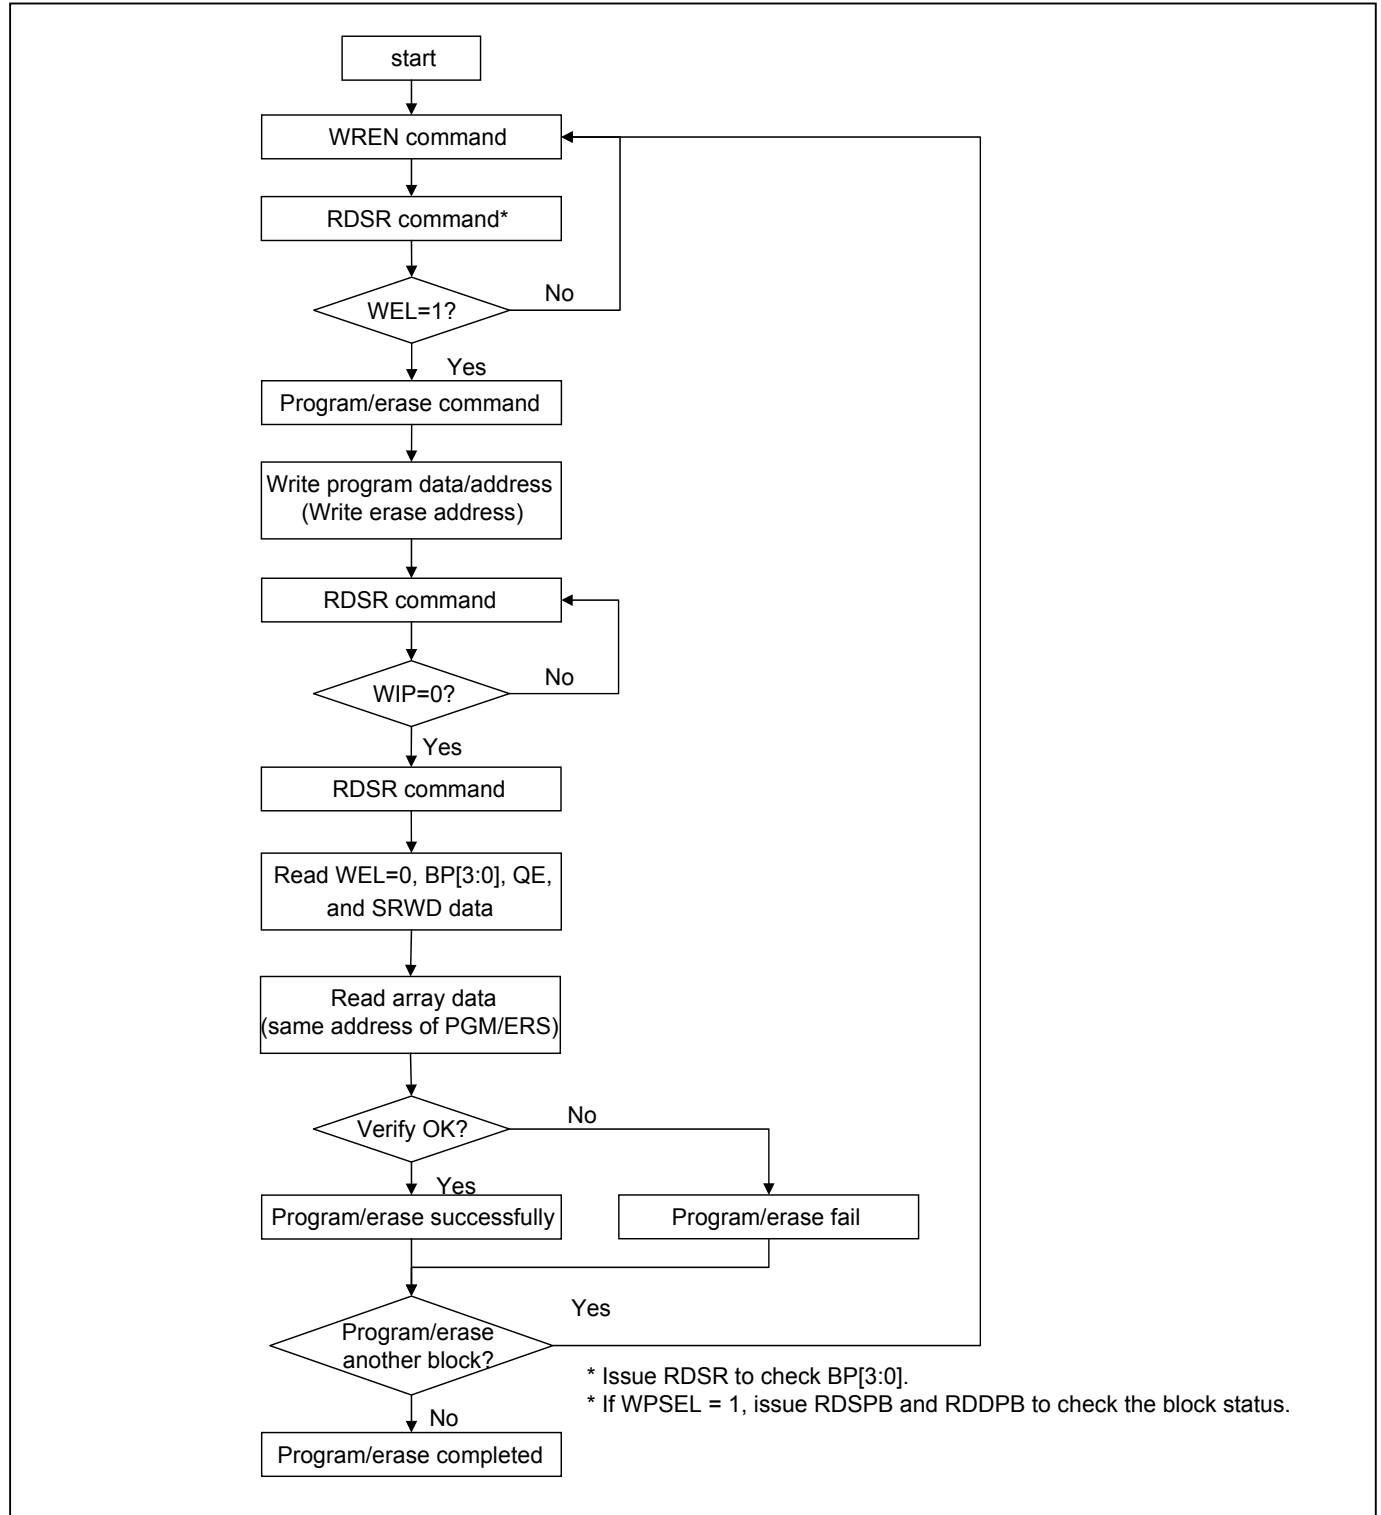 start
WREN command
RDSR command*
WEL=1?
No
Yes
Program/erase command
Write program data/address
(Write erase address)
RDSR command
WIP=0?
No
Yes
RDSR command
Read WEL=0, BP[3:0], QE,
and SRWD data
Read array data
(same address of PGM/ERS)
Verify OK?
No
Yes
Program/erase successfully
Program/erase fail
Program/erase
another block?
Yes
* Issue RDSR to check BP[3:0].
* If WPSEL = 1, issue RDSPB and RDDPB to check the block status.
No
Program/erase completed